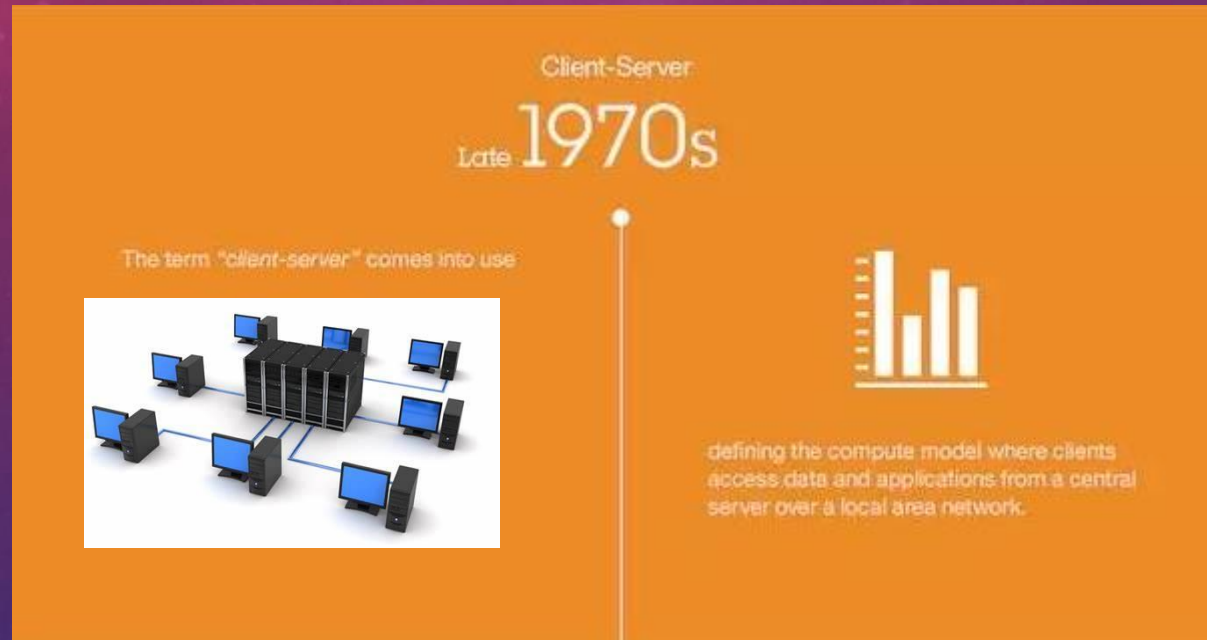 Client-Server
Late 1970s
The term "client-server" comes into use
defining the compute model where clients
access data and applications from a central
server over a local area network.